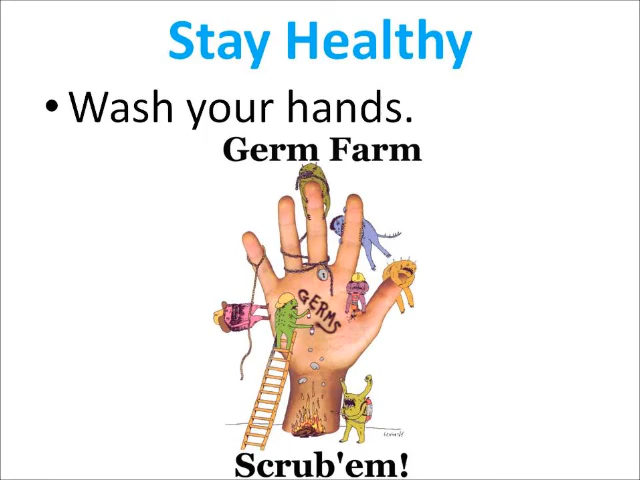 Stay Healthy
• Wash your hands.
Germ Farm
GERMS
Scrub'em!